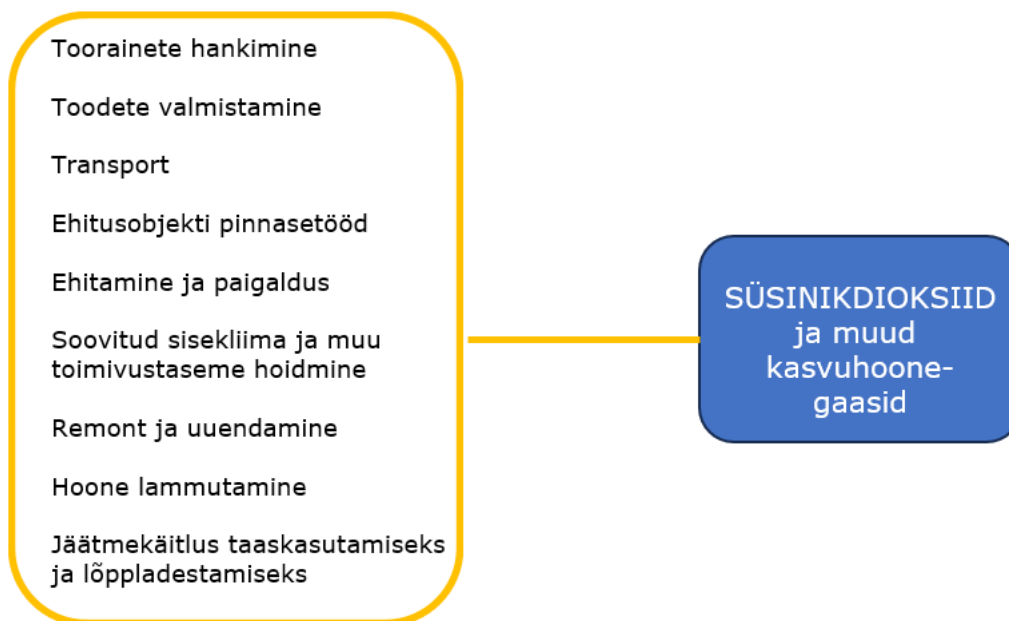 Toorainete hankimine
Toodete valmistamine
Transport
Ehitusobjekti pinnasetööd
Ehitamine ja paigaldus
Soovitud sisekliima ja muu
toimivustaseme hoidmine
Remont ja uuendamine
Hoone lammutamine
Jäätmekäitlus taaskasutamiseks
ja lõppladestamiseks
SÜSINIKDIOKSIID
ja muud
kasvuhoone-
gaasid